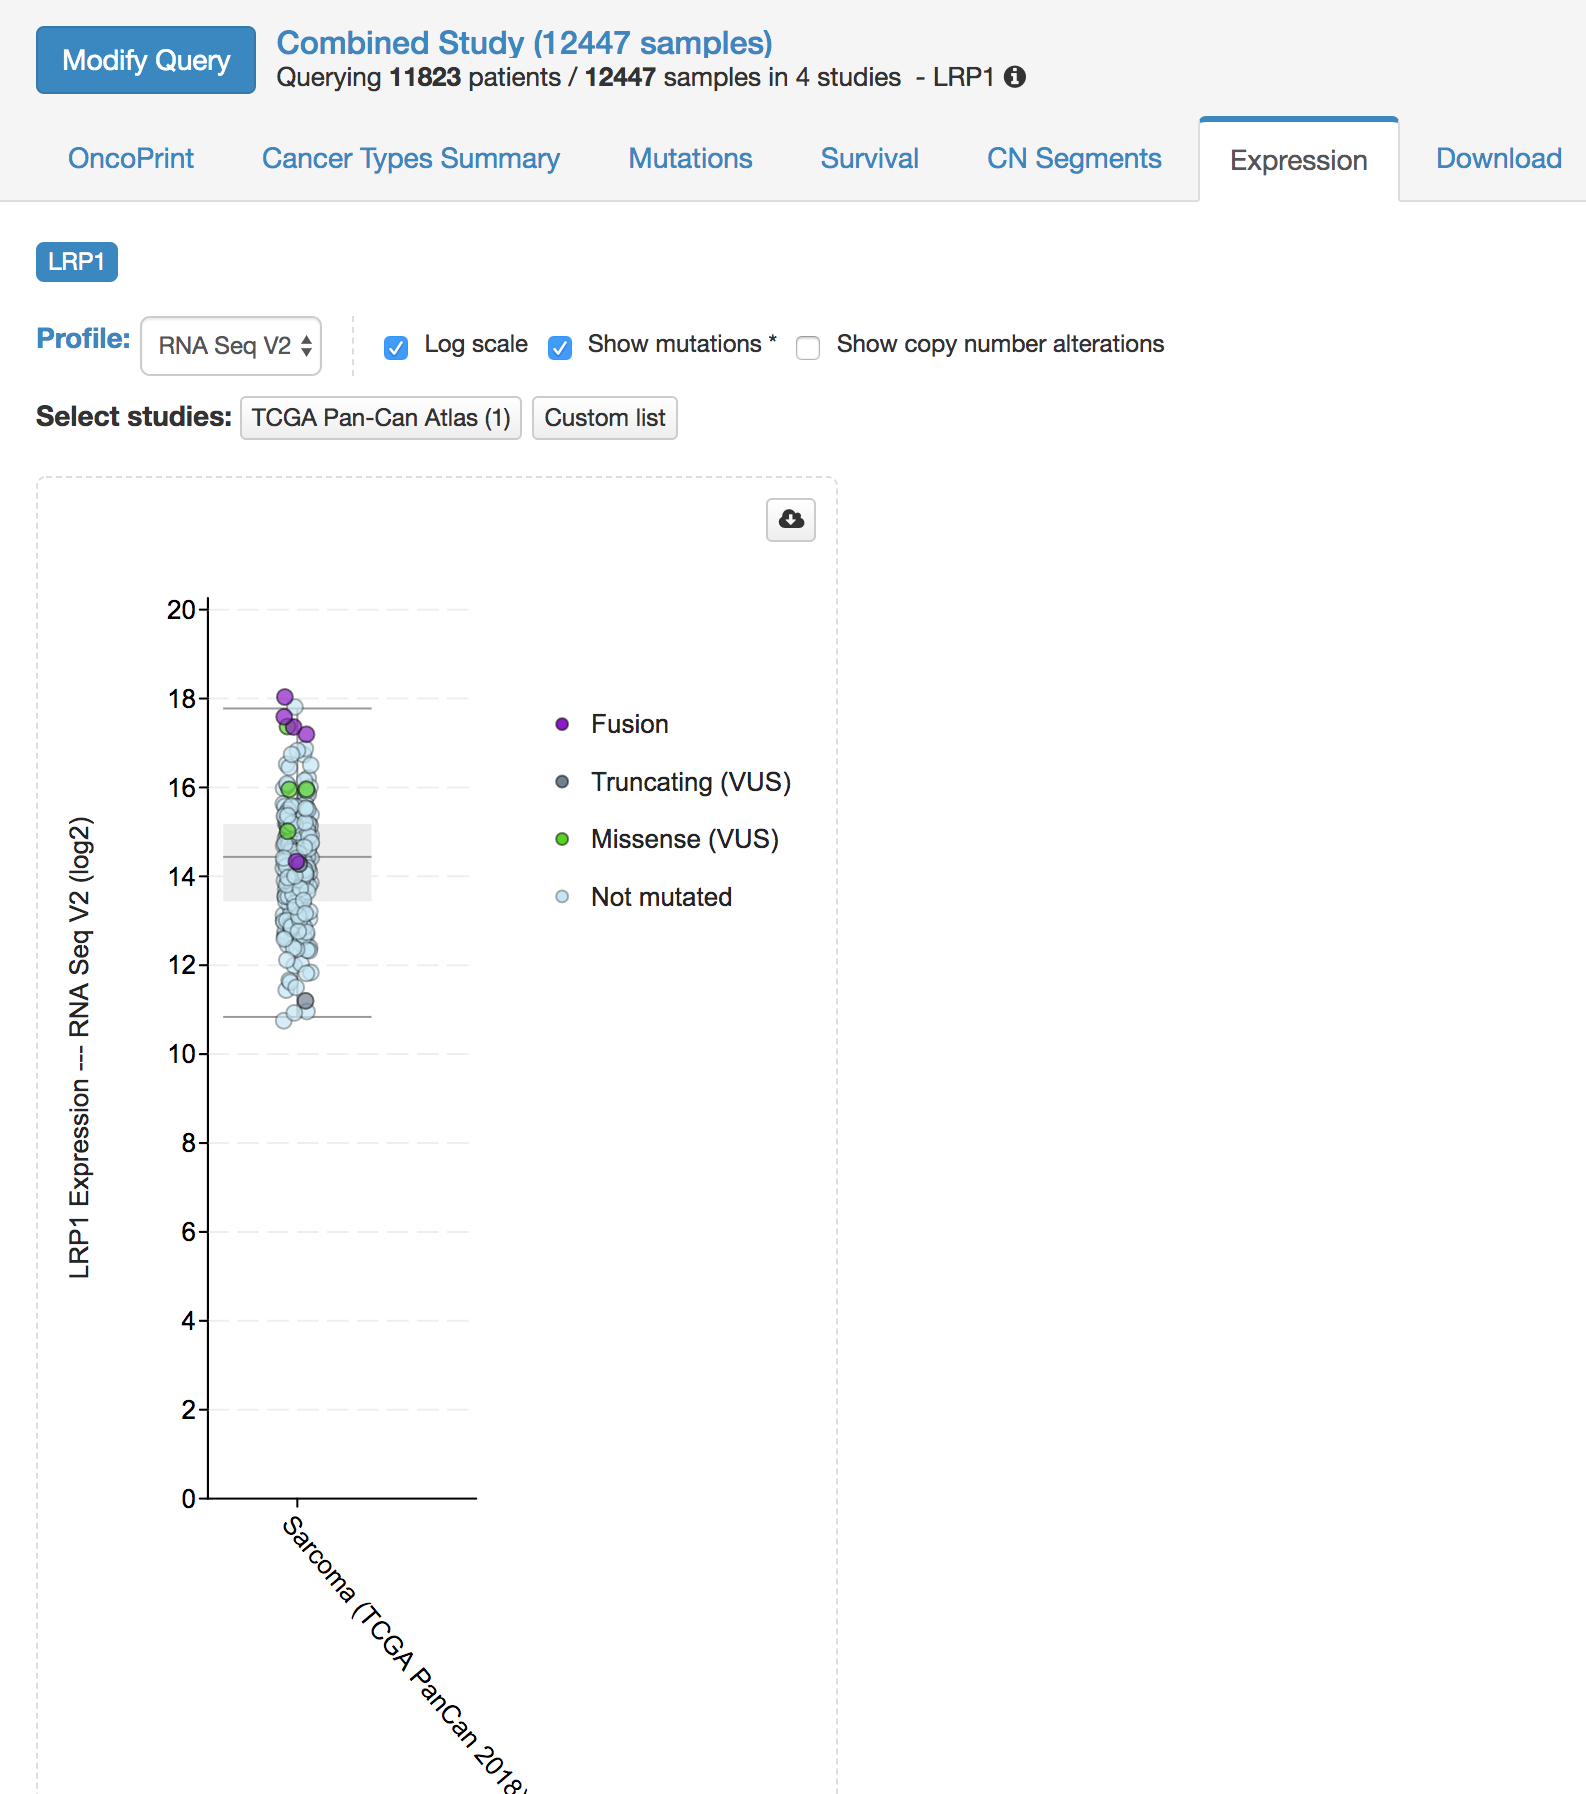 Modify Query
Combined Study (12447 samples)
Querying 11823 patients / 12447 samples in 4 studies - LRP1
OncoPrint Cancer Types Summary Mutations Survival CN Segments Expression Download
LRP1
Profile: RNA Seq V2 Log scale Show mutations * Show copy number alterations
Select studies: TCGA Pan-Can Atlas (1) Custom list
20
18
16
14
12
10
8
6
4
2
0
LRP1 Expression --- RNA Seq V2 (log2)
Fusion
Truncating (VUS)
Missense (VUS)
Not mutated
Sarcoma (TCGA PanCan 2018)